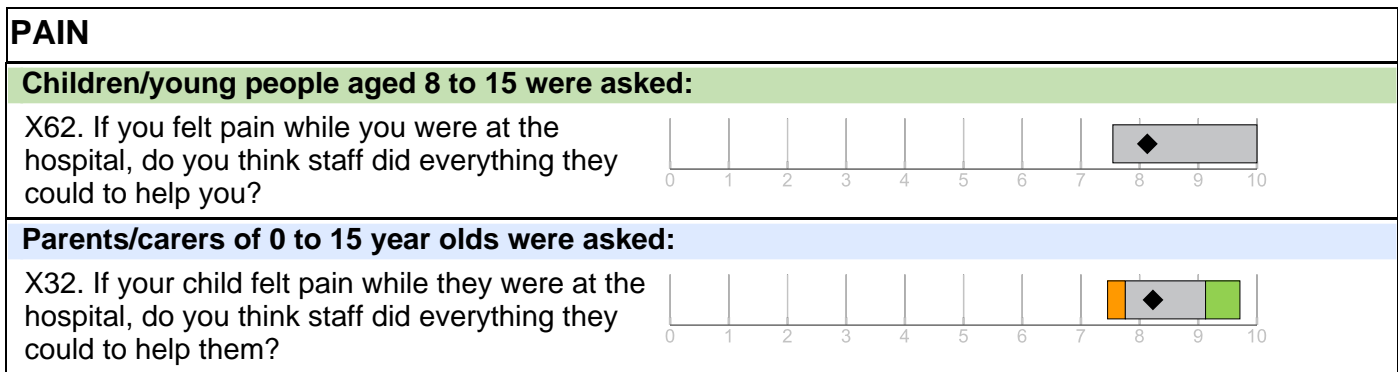 PAIN
Children/young people aged 8 to 15 were asked:
X62. If you felt pain while you were at the
hospital, do you think staff did everything they
could to help you?
0 1 2 3 4 5 6 7 8 9 10
Parents/carers of 0 to 15 year olds were asked:
X32. If your child felt pain while they were at the
hospital, do you think staff did everything they
could to help them?
0 1 2 3 4 5 6 7 8 9 10